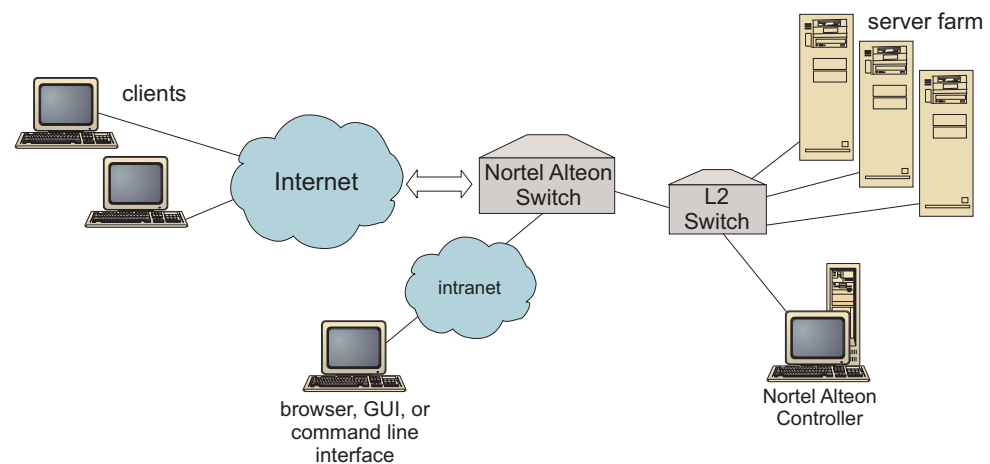 server farm
clients
Internet
Nortel Alteon
Switch
L2
Switch
intranet
browser, GUI, or
command line
interface
Nortel Alteon
Controller